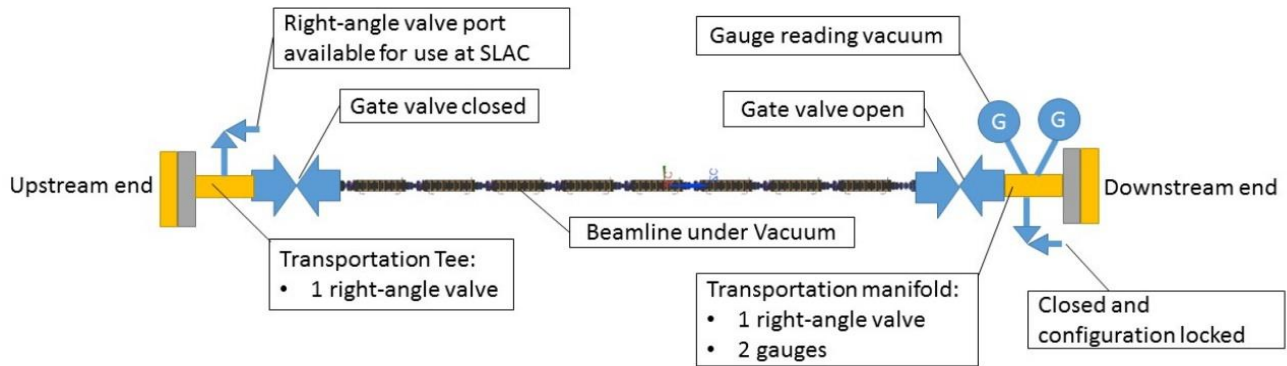 Right-angle valve port
available for use at SLAC
Gauge reading vacuum
Gate valve closed
Gate valve open
G
G
Upstream end
Downstream end
Beamline under Vacuum
Transportation Tee:
• 1 right-angle valve
Transportation manifold:
• 1 right-angle valve
• 2 gauges
Closed and
configuration locked